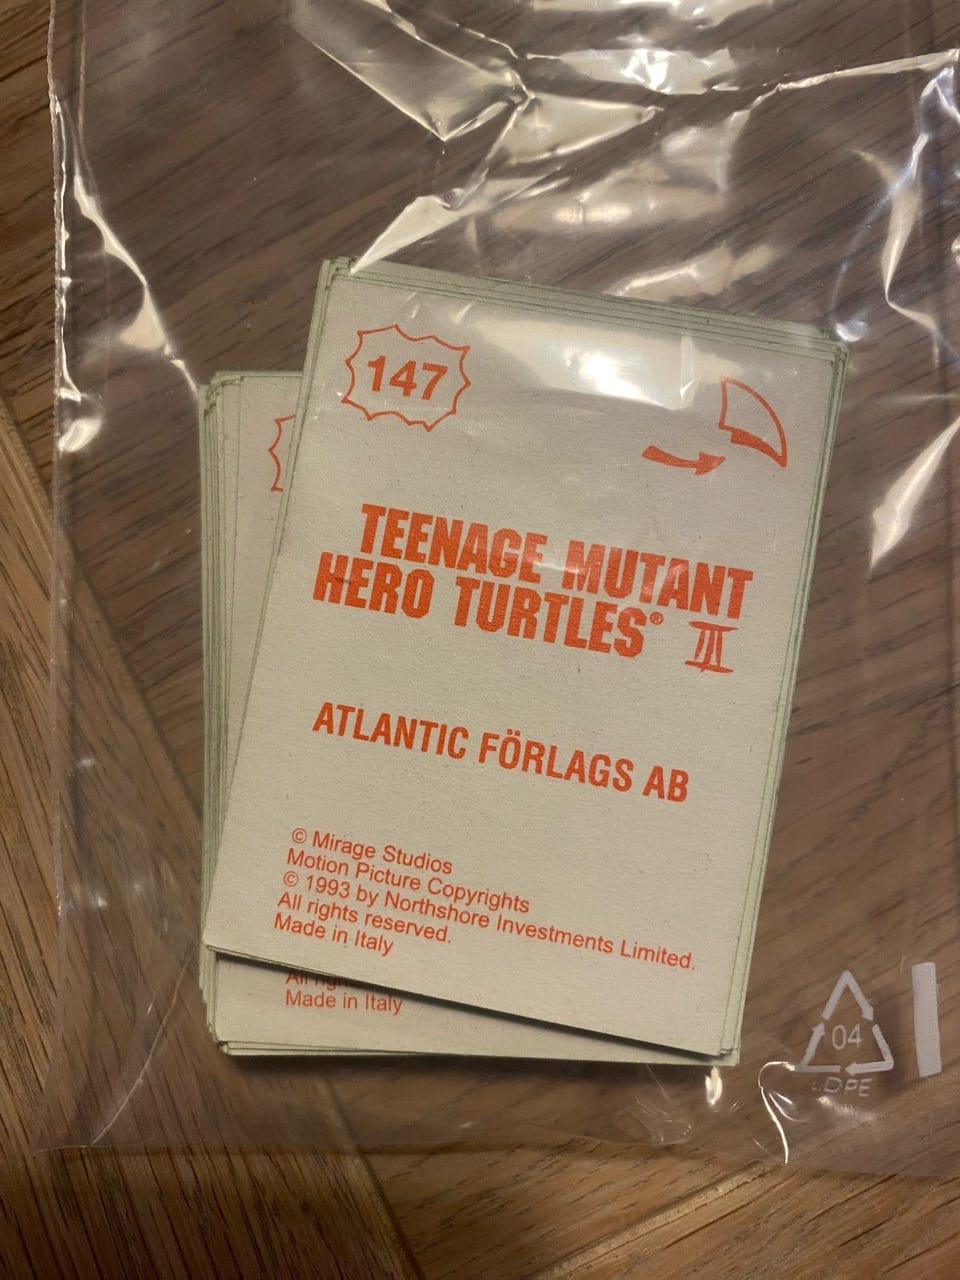 147
TEENAGE MUTANT
HERO TURTLES® III
ATLANTIC FÖRLAGS AB
© Mirage Studios
Motion Picture Copyrights
© 1993 by Northshore Investments Limited.
All rights reserved.
Made in Italy
All
Made in Italy
04
LDPE